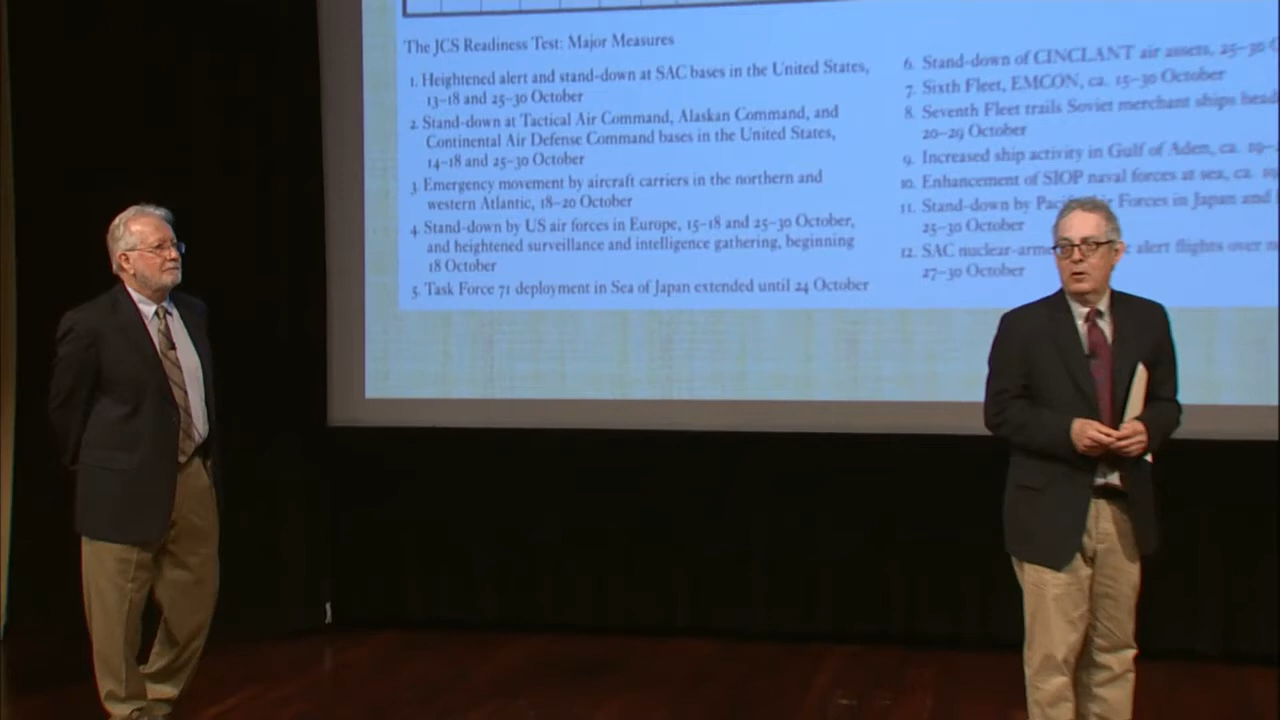 The JCS Readiness Test: Major Measures
1. Heightened alert and stand-down at SAC bases in the United States,
13–18 and 25–30 October
2. Stand-down at Tactical Air Command, Alaskan Command, and
Continental Air Defense Command bases in the United States,
14–18 and 25–30 October
3. Emergency movement by aircraft carriers in the northern and
western Atlantic, 18–20 October
4. Stand-down by US air forces in Europe, 15–18 and 25–30 October,
and heightened surveillance and intelligence gathering, beginning
18 October
5. Task Force 71 deployment in Sea of Japan extended until 24 October
6. Stand-down of CINCLANT air assets, 25–30
7. Sixth Fleet, EMCON, ca. 15–30 October
8. Seventh Fleet trails Soviet merchant ships
20–29 October
9. Increased ship activity in Gulf of Aden, ca.
10. Enhancement of SIOP naval forces at sea, ca.
11. Stand-down by Forces in Japan and
25–30 October
12. SAC alert flights over
27–30 October